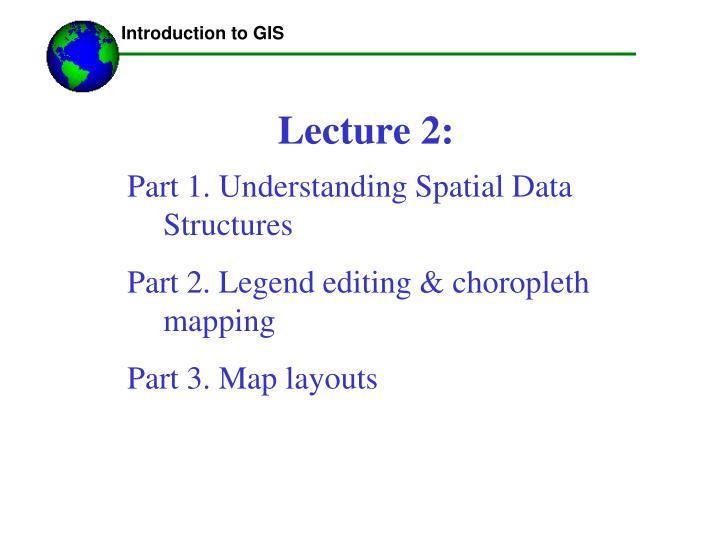 Introduction to GIS
Lecture 2:
Part 1. Understanding Spatial Data
Structures
Part 2. Legend editing & choropleth
mapping
Part 3. Map layouts